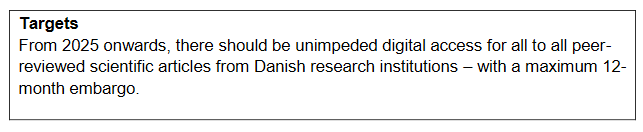 Targets
From 2025 onwards, there should be unimpeded digital access for all to all peer-
reviewed scientific articles from Danish research institutions – with a maximum 12-
month embargo.